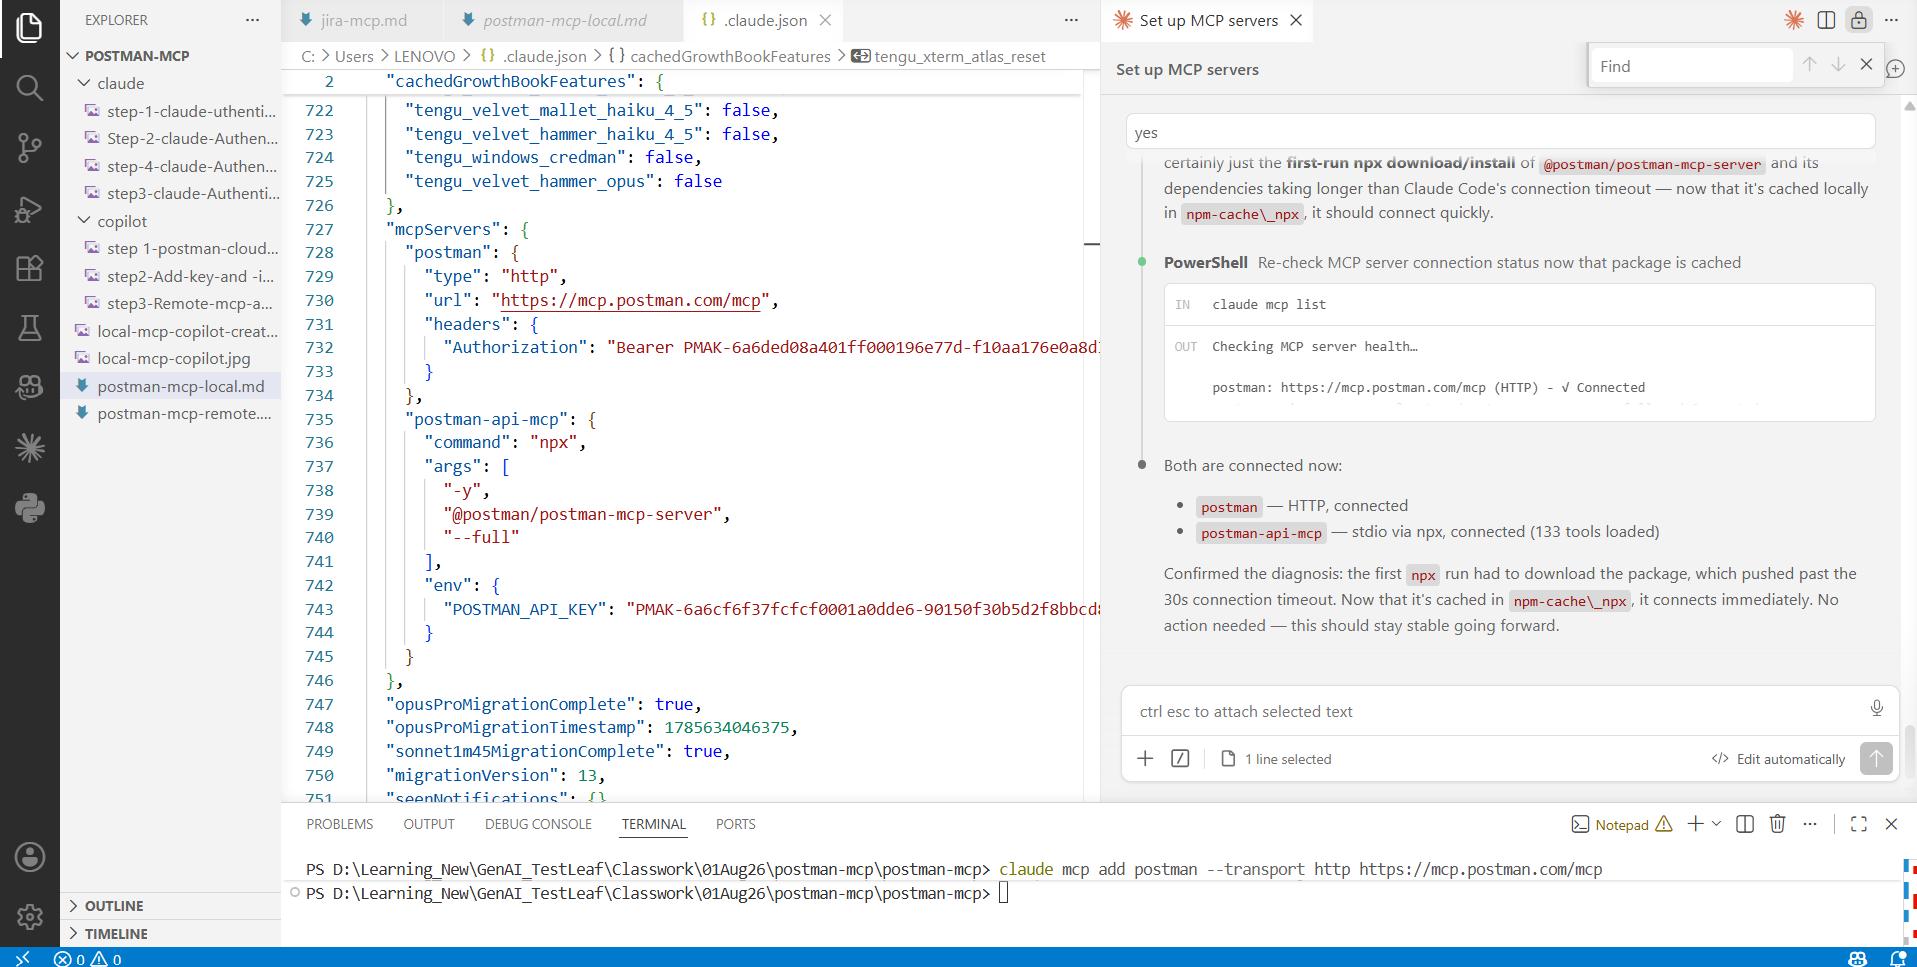 EXPLORER
POSTMAN-MCP
claude
step-1-claude-uthenti...
Step-2-claude-Authen...
step-4-claude-Authen...
step3-claude-Authenti...
copilot
step 1-postman-cloud...
step2-Add-key-and -i...
step3-Remote-mcp-a...
local-mcp-copilot-creat...
local-mcp-copilot.jpg
postman-mcp-local.md
postman-mcp-remote....
OUTLINE
TIMELINE
jira-mcp.md
postman-mcp-local.md
{} .claude.json
C: > Users > LENOVO > {} .claude.json > {} cachedGrowthBookFeatures > tengu_xterm_atlas_reset
2 "cachedGrowthBookFeatures": {
722 "tengu_velvet_mallet_haiku_4_5": false,
723 "tengu_velvet_hammer_haiku_4_5": false,
724 "tengu_windows_credman": false,
725 "tengu_velvet_hammer_opus": false
726 },
727 "mcpServers": {
728 "postman": {
729 "type": "http",
730 "url": "https://mcp.postman.com/mcp",
731 "headers": {
732 "Authorization": "Bearer PMAK-6a6ded08a401ff000196e77d-f10aa176e0a8d
733 }
734 },
735 "postman-api-mcp": {
736 "command": "npx",
737 "args": [
738 "-y",
739 "@postman/postman-mcp-server",
740 "--full"
741 ],
742 "env": {
743 "POSTMAN_API_KEY": "PMAK-6a6cf6f37fcfcf0001a0dde6-90150f30b5d2f8bbcd
744 }
745 }
746 },
747 "opusProMigrationComplete": true,
748 "opusProMigrationTimestamp": 1785634046375,
749 "sonnet1m45MigrationComplete": true,
750 "migrationVersion": 13,
751 "seenNotifications": {}
Set up MCP servers
Set up MCP servers
Find
yes
certainly just the first-run npx download/install of @postman/postman-mcp-server and its
dependencies taking longer than Claude Code's connection timeout — now that it's cached locally
in npm-cache\_npx, it should connect quickly.
PowerShell Re-check MCP server connection status now that package is cached
IN claude mcp list
OUT Checking MCP server health…
postman: https://mcp.postman.com/mcp (HTTP) - √ Connected
Both are connected now:
• postman — HTTP, connected
• postman-api-mcp — stdio via npx, connected (133 tools loaded)
Confirmed the diagnosis: the first npx run had to download the package, which pushed past the
30s connection timeout. Now that it's cached in npm-cache\_npx, it connects immediately. No
action needed — this should stay stable going forward.
ctrl esc to attach selected text
1 line selected
</> Edit automatically
PROBLEMS OUTPUT DEBUG CONSOLE TERMINAL PORTS
Notepad
PS D:\Learning_New\GenAI_TestLeaf\Classwork\01Aug26\postman-mcp\postman-mcp> claude mcp add postman --transport http https://mcp.postman.com/mcp
PS D:\Learning_New\GenAI_TestLeaf\Classwork\01Aug26\postman-mcp\postman-mcp>
0 0